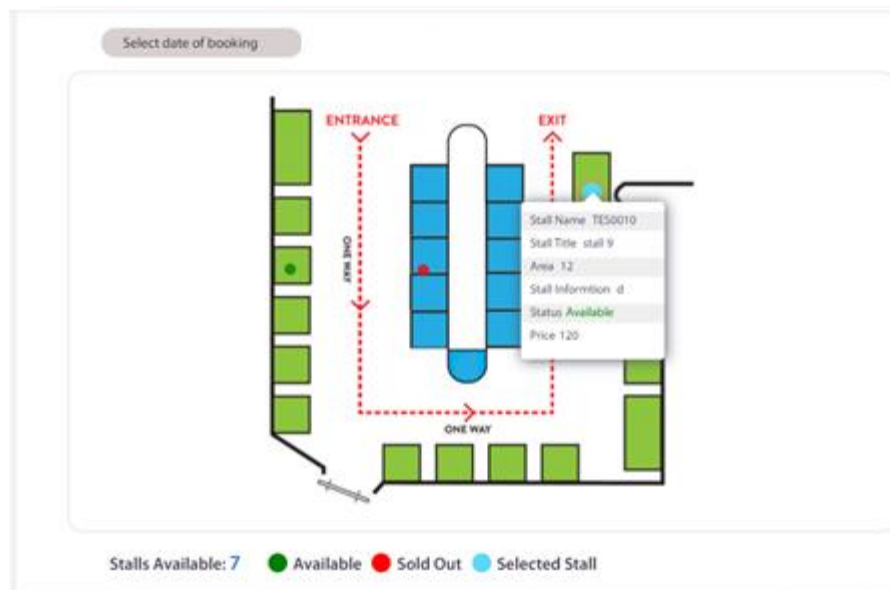 Select date of booking
ENTRANCE
EXIT
ONE WAY
Stall Name TES0010
Stall Title stall 9
Area 12
Stall Informtion d
Status Available
Price 120
ONE WAY
Stalls Available: 7
Available
Sold Out
Selected Stall